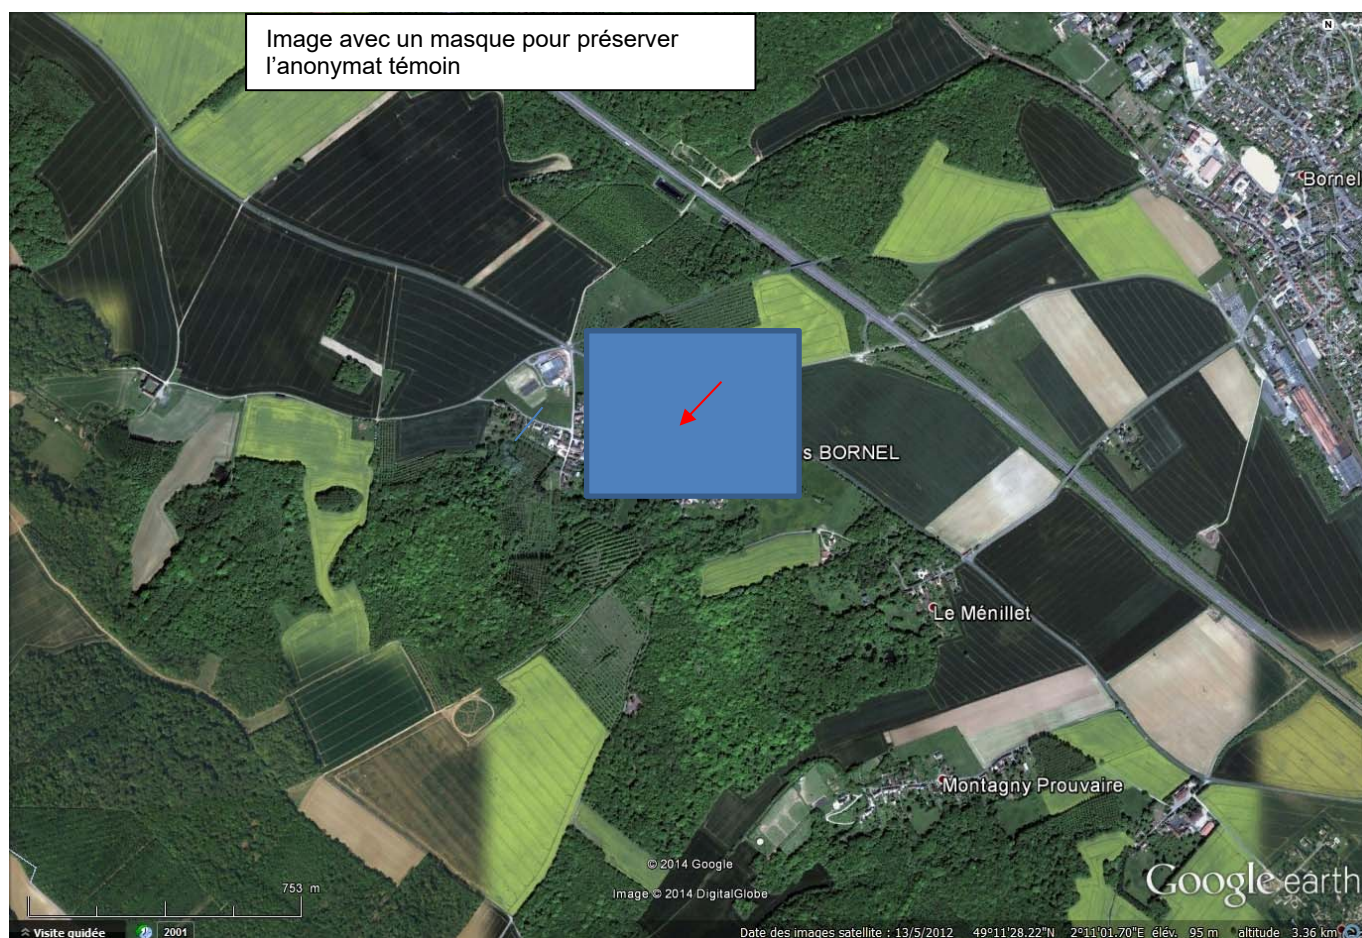 Image avec un masque pour préserver
l'anonymat témoin
N
Bornel
s BORNEL
Le Ménillet
Montagny Prouvaire
© 2014 Google
Image © 2014 DigitalGlobe
Google earth
753 m
Visite guidée
2001
Date des images satellite : 13/5/2012 49°11'28.22"N 2°11'01.70"E élév. 95 m altitude 3.36 km